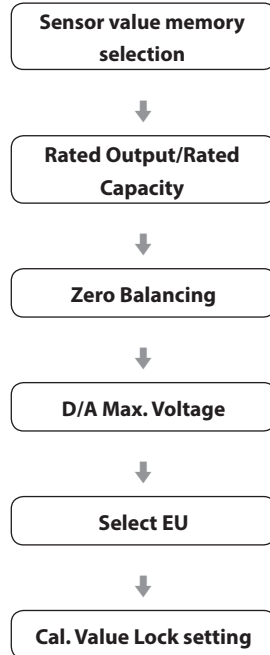 Sensor value memory
selection
Rated Output/Rated
Capacity
Zero Balancing
D/A Max. Voltage
Select EU
Cal. Value Lock setting